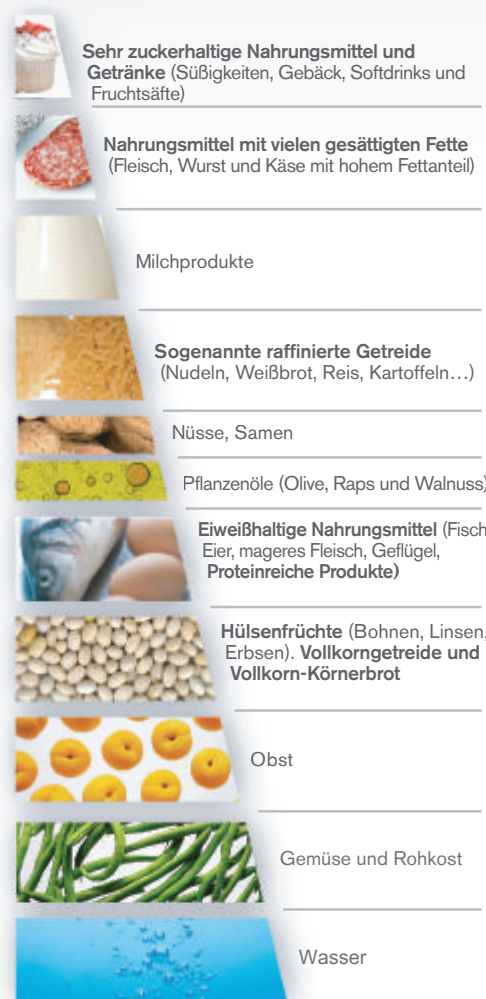 Sehr zuckerhaltige Nahrungsmittel und
Getränke (Süßigkeiten, Gebäck, Softdrinks und
Fruchtsäfte)
Nahrungsmittel mit vielen gesättigten Fette
(Fleisch, Wurst und Käse mit hohem Fettanteil)
Milchprodukte
Sogenannte raffinierte Getreide
(Nudeln, Weißbrot, Reis, Kartoffeln...)
Nüsse, Samen
Pflanzenöle (Olive, Raps und Walnuss)
Eiweißhaltige Nahrungsmittel (Fisch
Eier, mageres Fleisch, Geflügel,
Proteinreiche Produkte)
Hülsenfrüchte (Bohnen, Linsen,
Erbsen). Vollkorngetreide und
Vollkorn-Körnerbrot
Obst
Gemüse und Rohkost
Wasser